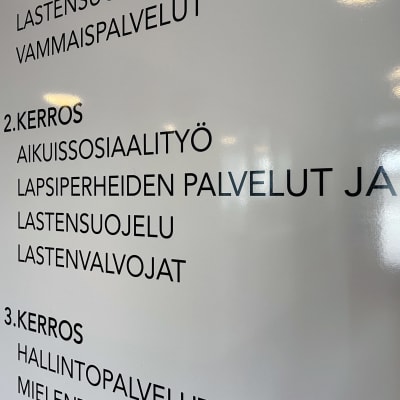 VAMMAISPALVELUT
2.KERROS
AIKUISSOSIAALITYÖ
LAPSIPERHEIDEN PALVELUT JA
LASTENSUOJELU
LASTENVALVOJAT
3.KERROS